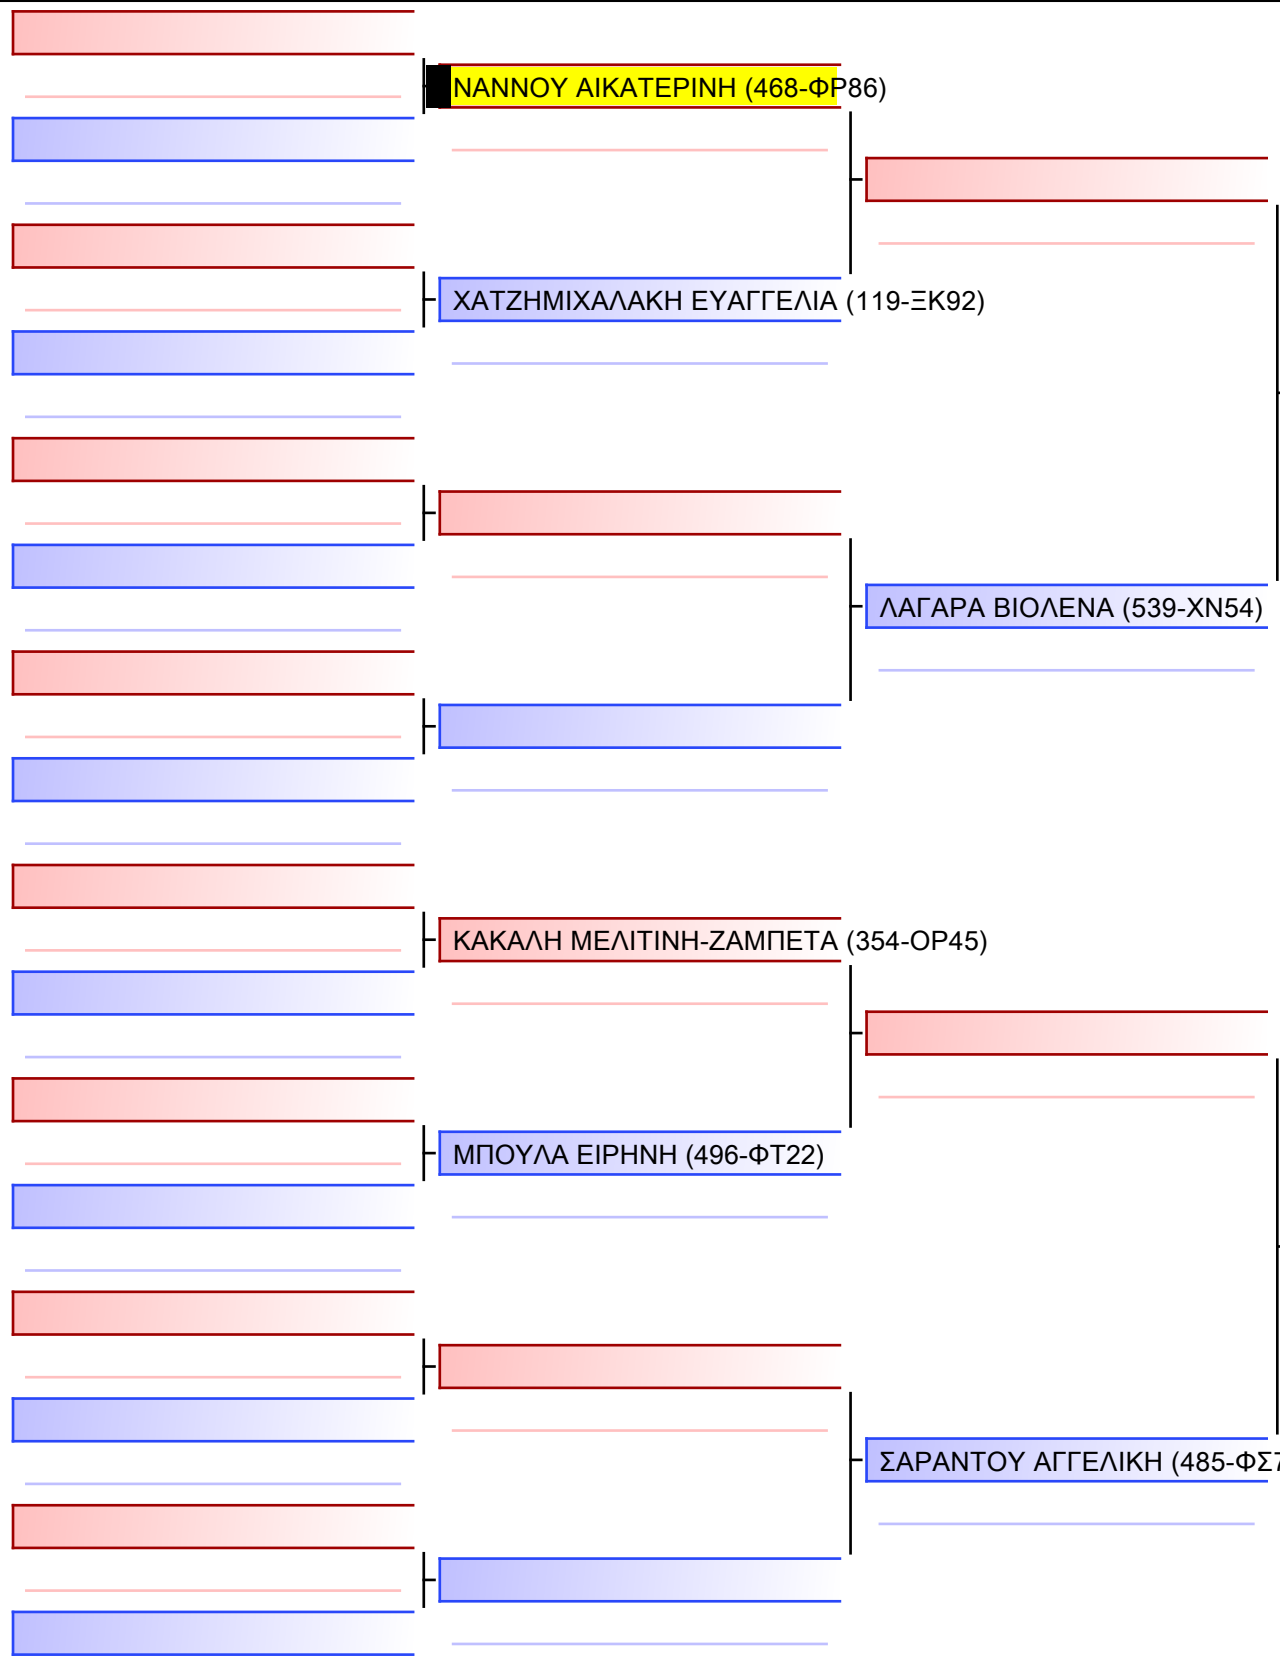 ΝΑΝΝΟΥ ΑΙΚΑΤΕΡΙΝΗ (468-ΦΡ86)
ΧΑΤΖΗΜΙΧΑΛΑΚΗ ΕΥΑΓΓΕΛΙΑ (119-ΞΚ92)
ΛΑΓΑΡΑ ΒΙΟΛΕΝΑ (539-ΧΝ54)
ΚΑΚΑΛΗ ΜΕΛΙΤΙΝΗ-ΖΑΜΠΕΤΑ (354-ΟΡ45)
ΜΠΟΥΛΑ ΕΙΡΗΝΗ (496-ΦΤ22)
ΣΑΡΑΝΤΟΥ ΑΓΓΕΛΙΚΗ